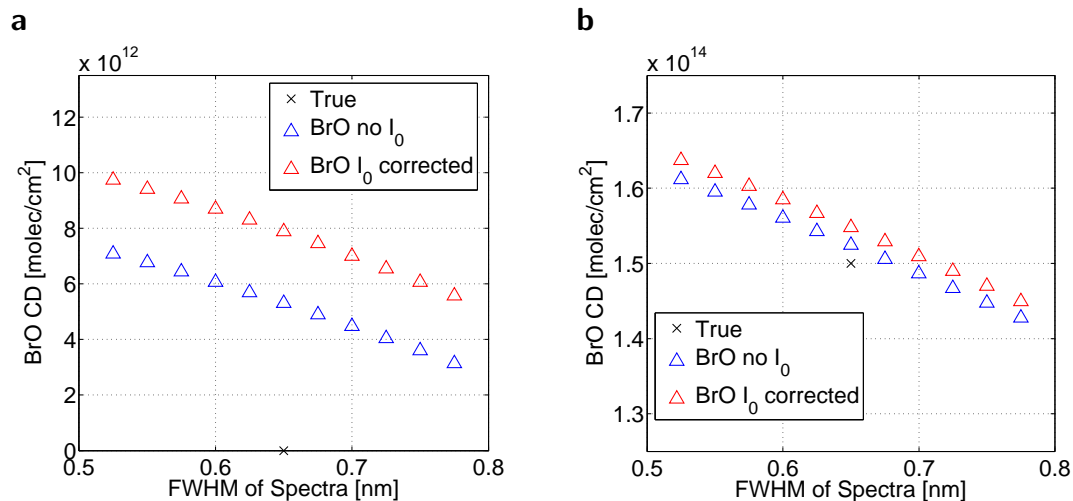 a
x 10^12
12
10
8
6
4
2
0
BrO CD [molec/cm^2]
True
BrO no I_0
BrO I_0 corrected
0.5 0.6 0.7 0.8
FWHM of Spectra [nm]
b
x 10^14
1.7
1.6
1.5
1.4
1.3
BrO CD [molec/cm^2]
True
BrO no I_0
BrO I_0 corrected
0.5 0.6 0.7 0.8
FWHM of Spectra [nm]